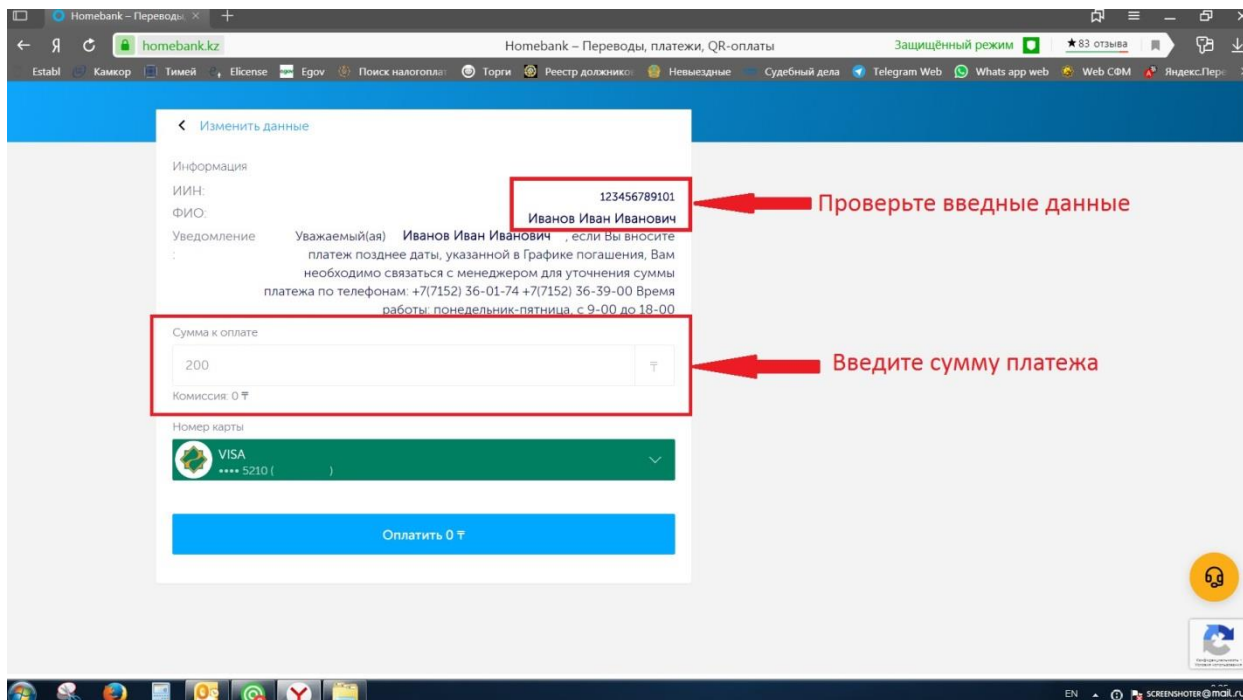 Homebank – Переводы,
Я
homebank.kz
Homebank – Переводы, платежи, QR-оплаты
Защищённый режим
★ 83 отзыва
Establ Камкор Тимей Elicense Egov Поиск налогоплат Торги Реестр должнико Невыездные Судебный дела Telegram Web Whats app web Web СФМ Яндекс.Пере
Изменить данные
Информация
ИИН: 123456789101
ФИО: Иванов Иван Иванович
Проверьте введные данные
Уведомление : Уважаемый(ая) Иванов Иван Иванович , если Вы вносите
платеж позднее даты, указанной в Графике погашения, Вам
необходимо связаться с менеджером для уточнения суммы
платежа по телефонам: +7(7152) 36-01-74 +7(7152) 36-39-00 Время
работы: понедельник-пятница, с 9-00 до 18-00
Сумма к оплате
200 ₸
Введите сумму платежа
Комиссия: 0 ₸
Номер карты
VISA
•••• 5210 ( )
Оплатить 0 ₸
EN
SCREENSHOTER@mail.ru